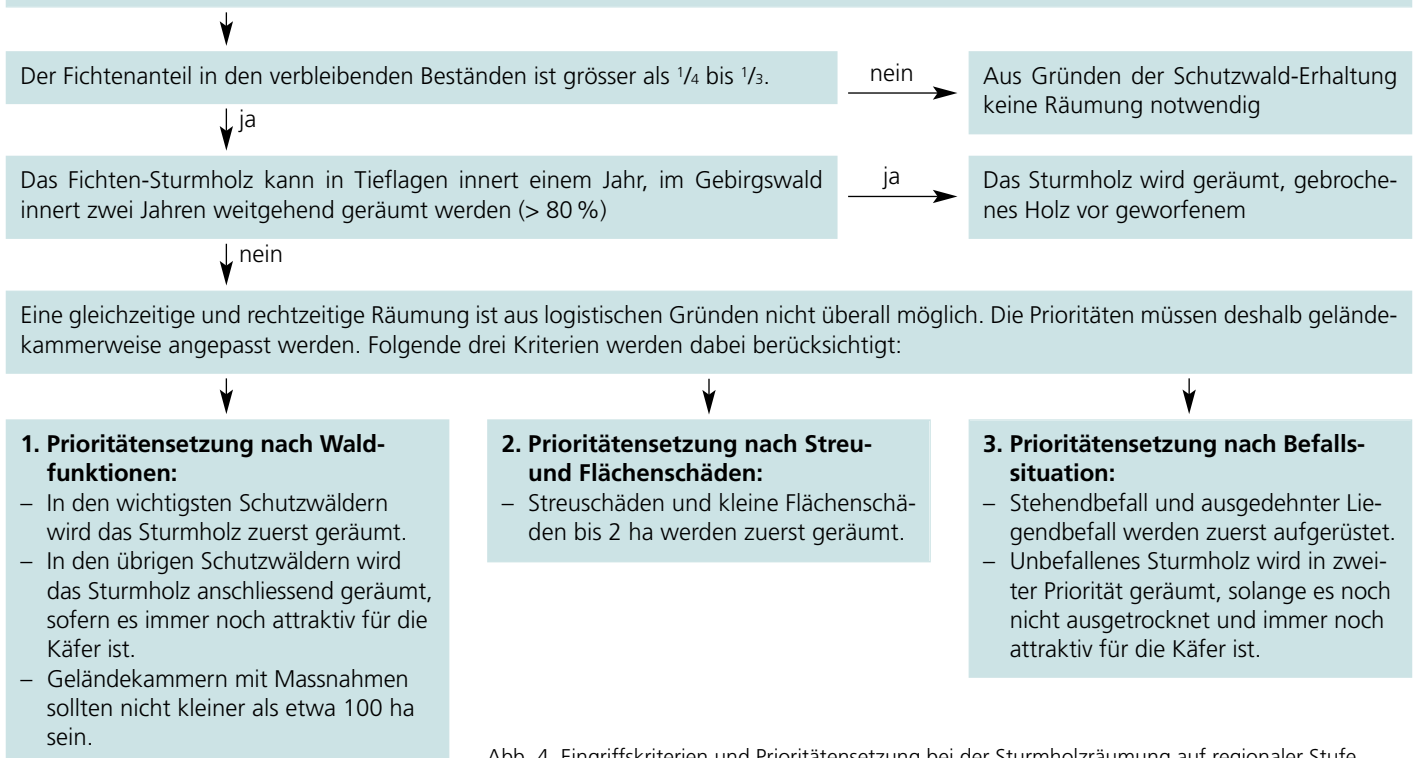 Der Fichtenanteil in den verbleibenden Beständen ist grösser als 1/4 bis 1/3.
nein
Aus Gründen der Schutzwald-Erhaltung
keine Räumung notwendig
ja
Das Fichten-Sturmholz kann in Tieflagen innert einem Jahr, im Gebirgswald
innert zwei Jahren weitgehend geräumt werden (> 80 %)
ja
Das Sturmholz wird geräumt, gebroche-
nes Holz vor geworfenem
nein
Eine gleichzeitige und rechtzeitige Räumung ist aus logistischen Gründen nicht überall möglich. Die Prioritäten müssen deshalb gelände-
kammerweise angepasst werden. Folgende drei Kriterien werden dabei berücksichtigt:
1. Prioritätensetzung nach Wald-
funktionen:
– In den wichtigsten Schutzwäldern
wird das Sturmholz zuerst geräumt.
– In den übrigen Schutzwäldern wird
das Sturmholz anschliessend geräumt,
sofern es immer noch attraktiv für die
Käfer ist.
– Geländekammern mit Massnahmen
sollten nicht kleiner als etwa 100 ha
sein.
2. Prioritätensetzung nach Streu-
und Flächenschäden:
– Streuschäden und kleine Flächenschä-
den bis 2 ha werden zuerst geräumt.
3. Prioritätensetzung nach Befalls-
situation:
– Stehendbefall und ausgedehnter Lie-
gendbefall werden zuerst aufgerüstet.
– Unbefallenes Sturmholz wird in zwei-
ter Priorität geräumt, solange es noch
nicht ausgetrocknet und immer noch
attraktiv für die Käfer ist.
Abb. 4. Eingriffskriterien und Prioritätensetzung bei der Sturmholzräumung auf regionaler Stufe